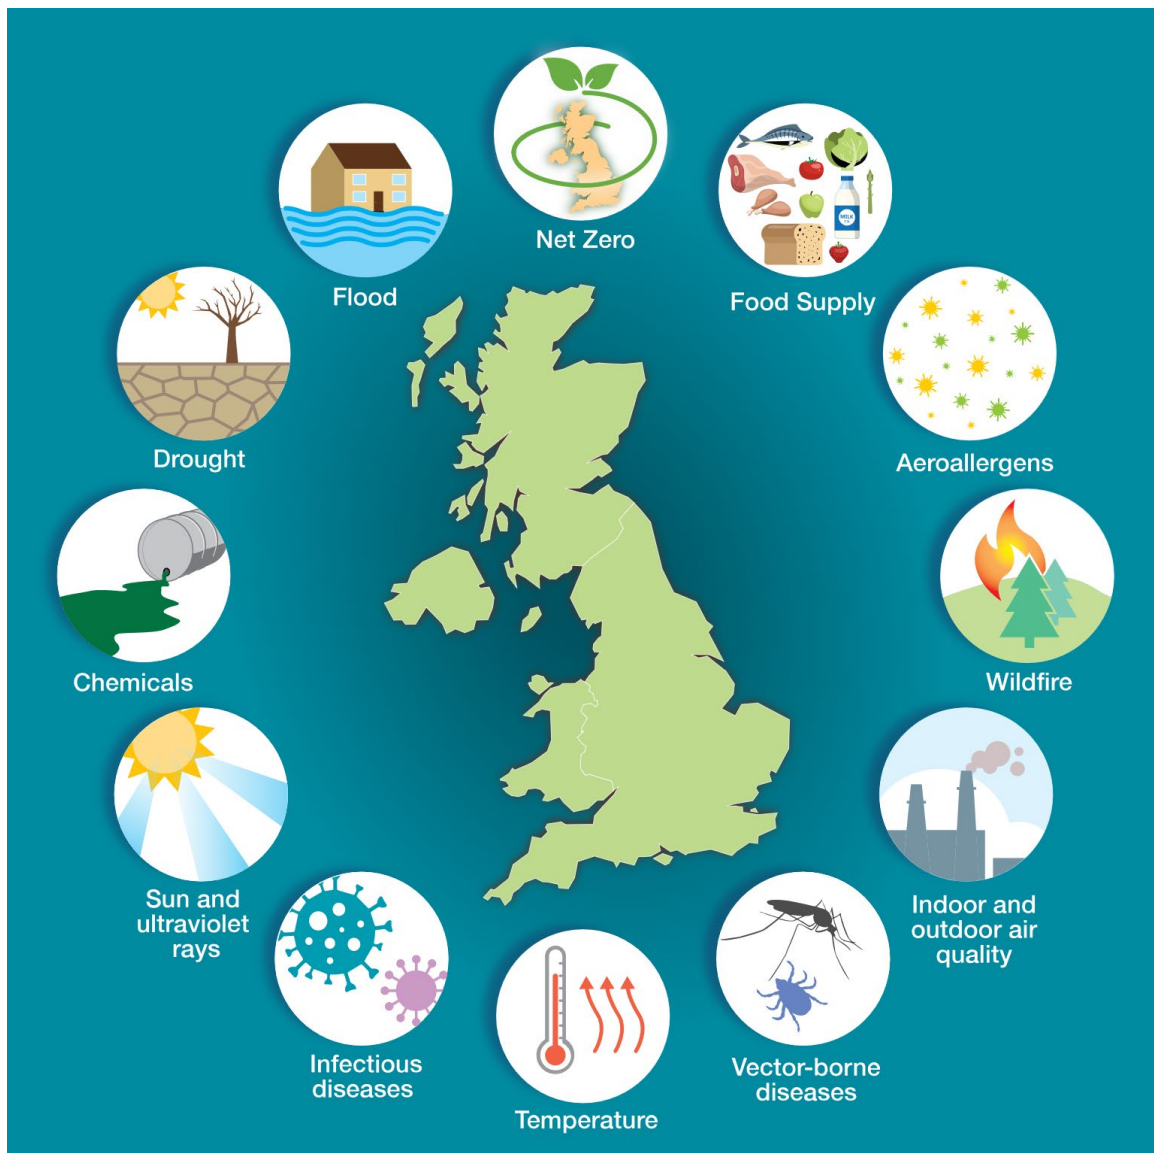 Net Zero
Flood
Food Supply
Drought
Aeroallergens
Chemicals
Wildfire
Sun and
ultraviolet
rays
Indoor and
outdoor air
quality
Infectious
diseases
Vector-borne
diseases
Temperature
MILK